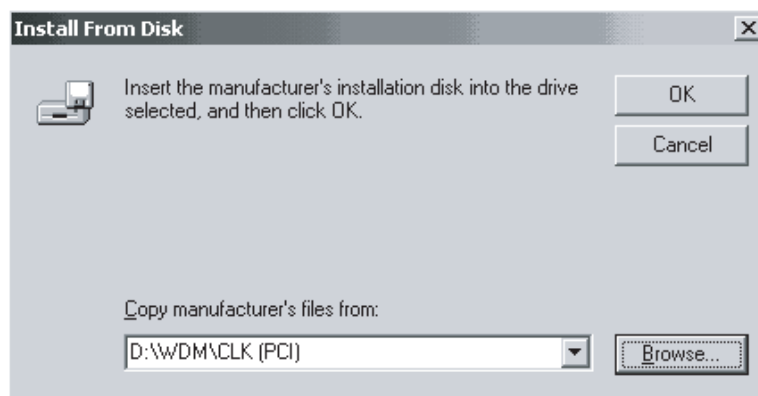 Install From Disk
Insert the manufacturer's installation disk into the drive
selected, and then click OK.
OK
Cancel
Copy manufacturer's files from:
D:\WDM\CLK (PCI)
Browse...